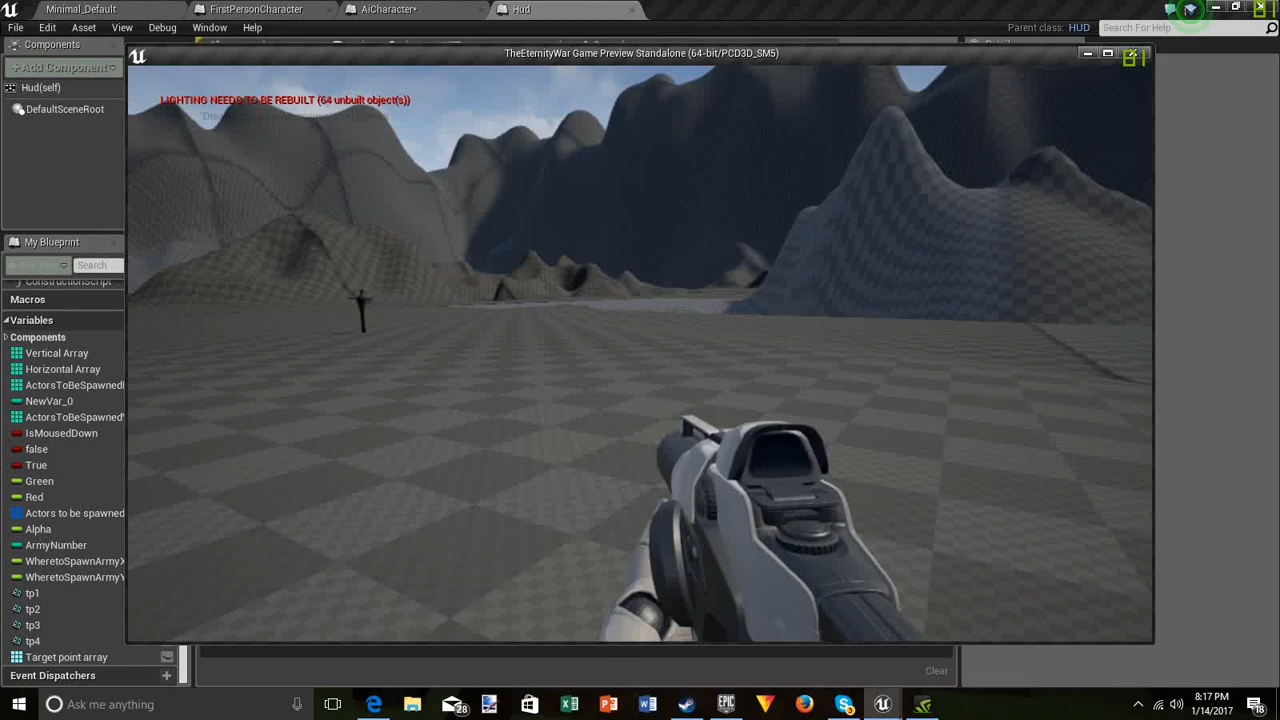 Minimal_Default
FirstPersonCharacter
AiCharacter*
Hud
File
Edit
Asset
View
Debug
Window
Help
Parent class:
HUD
Search For Help
Components
TheEternityWar Game Preview Standalone (64-bit/PCD3D_SM5)
81
+Add Component
Hud(self)
DefaultSceneRoot
LIGHTING NEEDS TO BE REBUILT (64 unbuilt object(s))
My Blueprint
Search
ConstructionScript
Macros
Variables
Components
Vertical Array
Horizontal Array
ActorsToBeSpawned
NewVar_0
ActorsToBeSpawned
IsMousedDown
false
True
Green
Red
Actors to be spawned
Alpha
ArmyNumber
WheretoSpawnArmyX
WheretoSpawnArmyY
tp1
tp2
tp3
tp4
Target point array
Event Dispatchers
Clear
Ask me anything
28
3
8:17 PM
1/14/2017
18